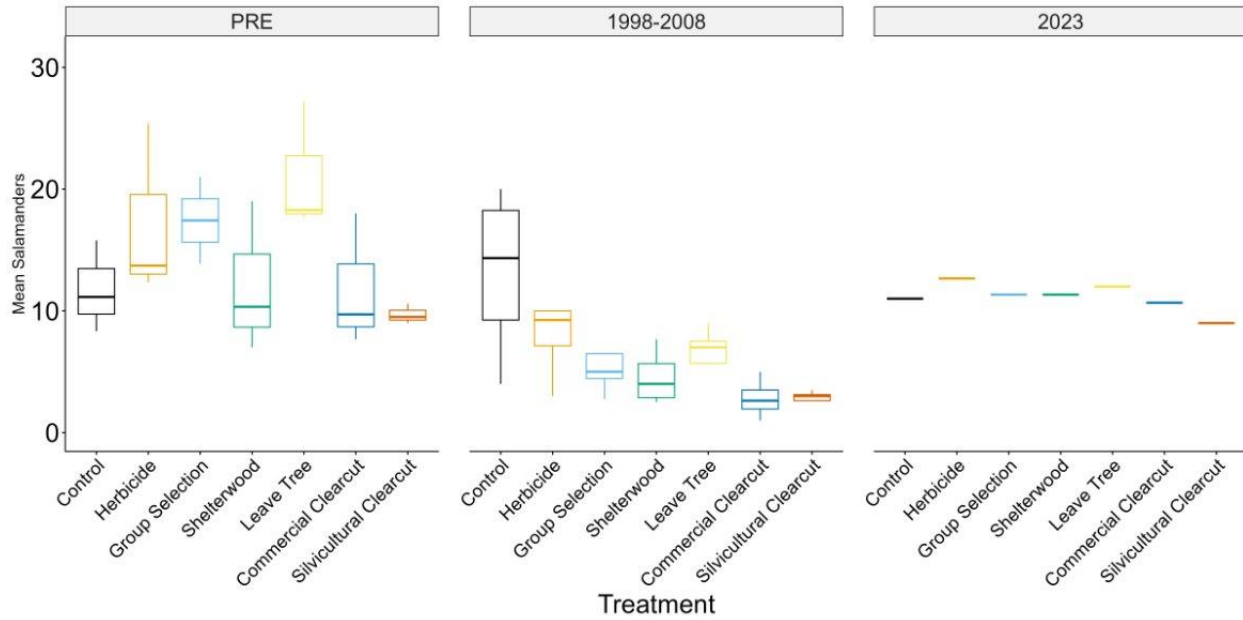 PRE
1998-2008
2023
Mean Salamanders
30
20
10
0
Control
Herbicide
Group Selection
Shelterwood
Leave Tree
Commercial Clearcut
Silvicultural Clearcut
Control
Herbicide
Group Selection
Shelterwood
Leave Tree
Commercial Clearcut
Silvicultural Clearcut
Control
Herbicide
Group Selection
Shelterwood
Leave Tree
Commercial Clearcut
Silvicultural Clearcut
Treatment